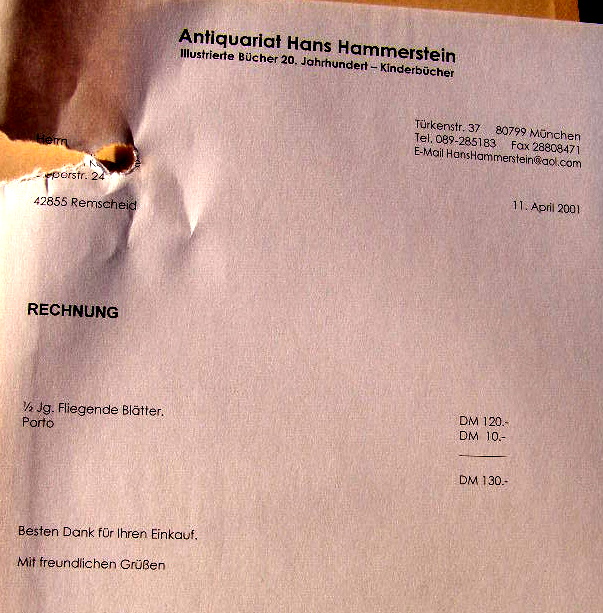 Antiquariat Hans Hammerstein
Illustrierte Bücher 20. Jahrhundert – Kinderbücher
Türkenstr. 37 80799 München
Tel. 089-285183 Fax 28808471
E-Mail HansHammerstein@aol.com
Herrn
24
42855 Remscheid
11. April 2001
RECHNUNG
½ Jg. Fliegende Blätter. DM 120.-
Porto DM 10.-
DM 130.-
Besten Dank für Ihren Einkauf.
Mit freundlichen Grüßen